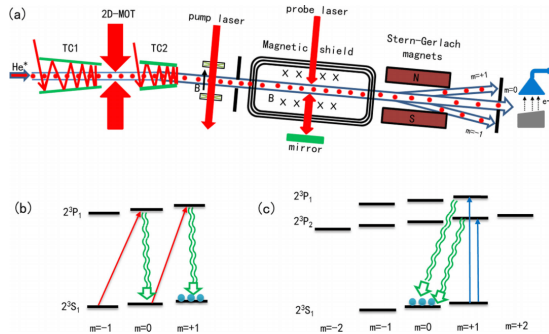 (a)
2D-MOT
pump laser
probe laser
TC1
TC2
Magnetic shield
Stern-Gerlach
magnets
He*
B
× × × × ×
B × × × ×
N
S
m=+1
m=0
m=-1
e-
mirror
(b)
2³P₁
2³S₁
m=-1 m=0 m=+1
(c)
2³P₁
2³P₂
2³S₁
m=-2 m=-1 m=0 m=+1 m=+2